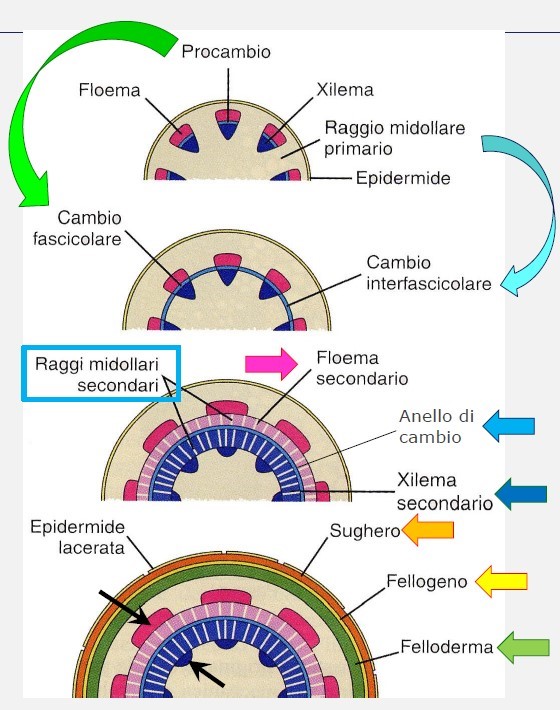 Procambio
Floema
Xilema
Raggio midollare
primario
Epidermide
Cambio
fascicolare
Cambio
interfascicolare
Raggi midollari
secondari
Floema
secondario
Anello di
cambio
Xilema
secondario
Epidermide
lacerata
Sughero
Fellogeno
Felloderma